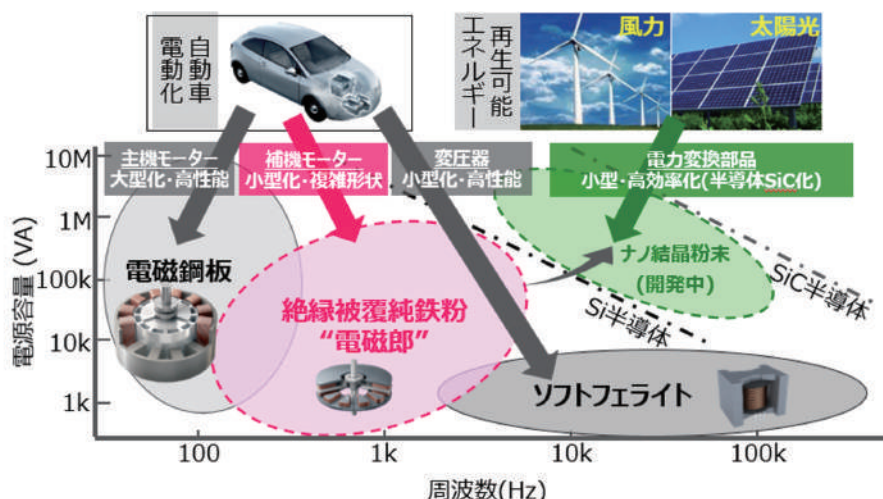 自動車
電動化
再生可能
エネルギー
風力
太陽光
主機モーター
大型化・高性能
補機モーター
小型化・複雑形状
変圧器
小型化・高性能
電力変換部品
小型・高効率化(半導体SiC化)
電源容量 (VA)
10M
1M
100k
10k
1k
電磁鋼板
絶縁被覆純鉄粉
“電磁郎”
ナノ結晶粉末
(開発中)
Si半導体
SiC半導体
ソフトフェライト
100
1k
10k
100k
周波数(Hz)